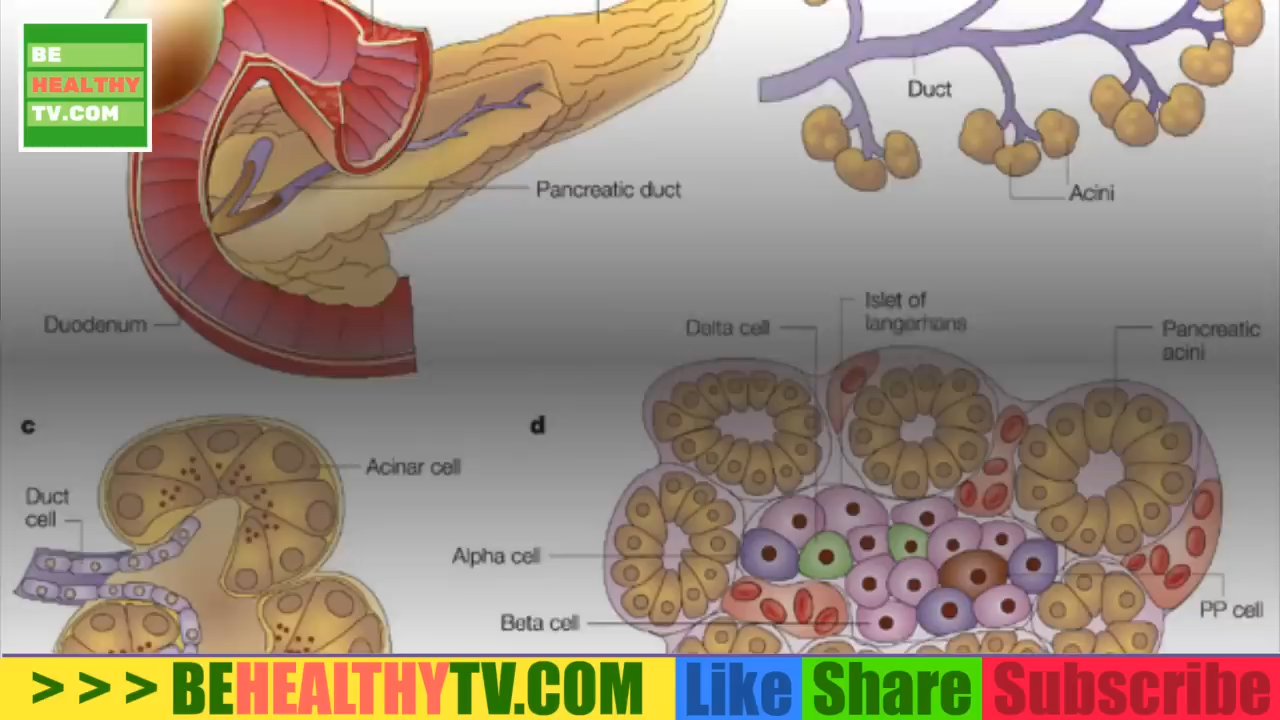 BE
HEALTHY
TV.COM
Duct
Pancreatic duct
Acini
Duodenum
Delta cell
Islet of
langerhans
Pancreatic
acini
c
d
Acinar cell
Duct
cell
Alpha cell
Beta cell
PP cell
> > > BEHEALTHYTV.COM Like Share Subscribe